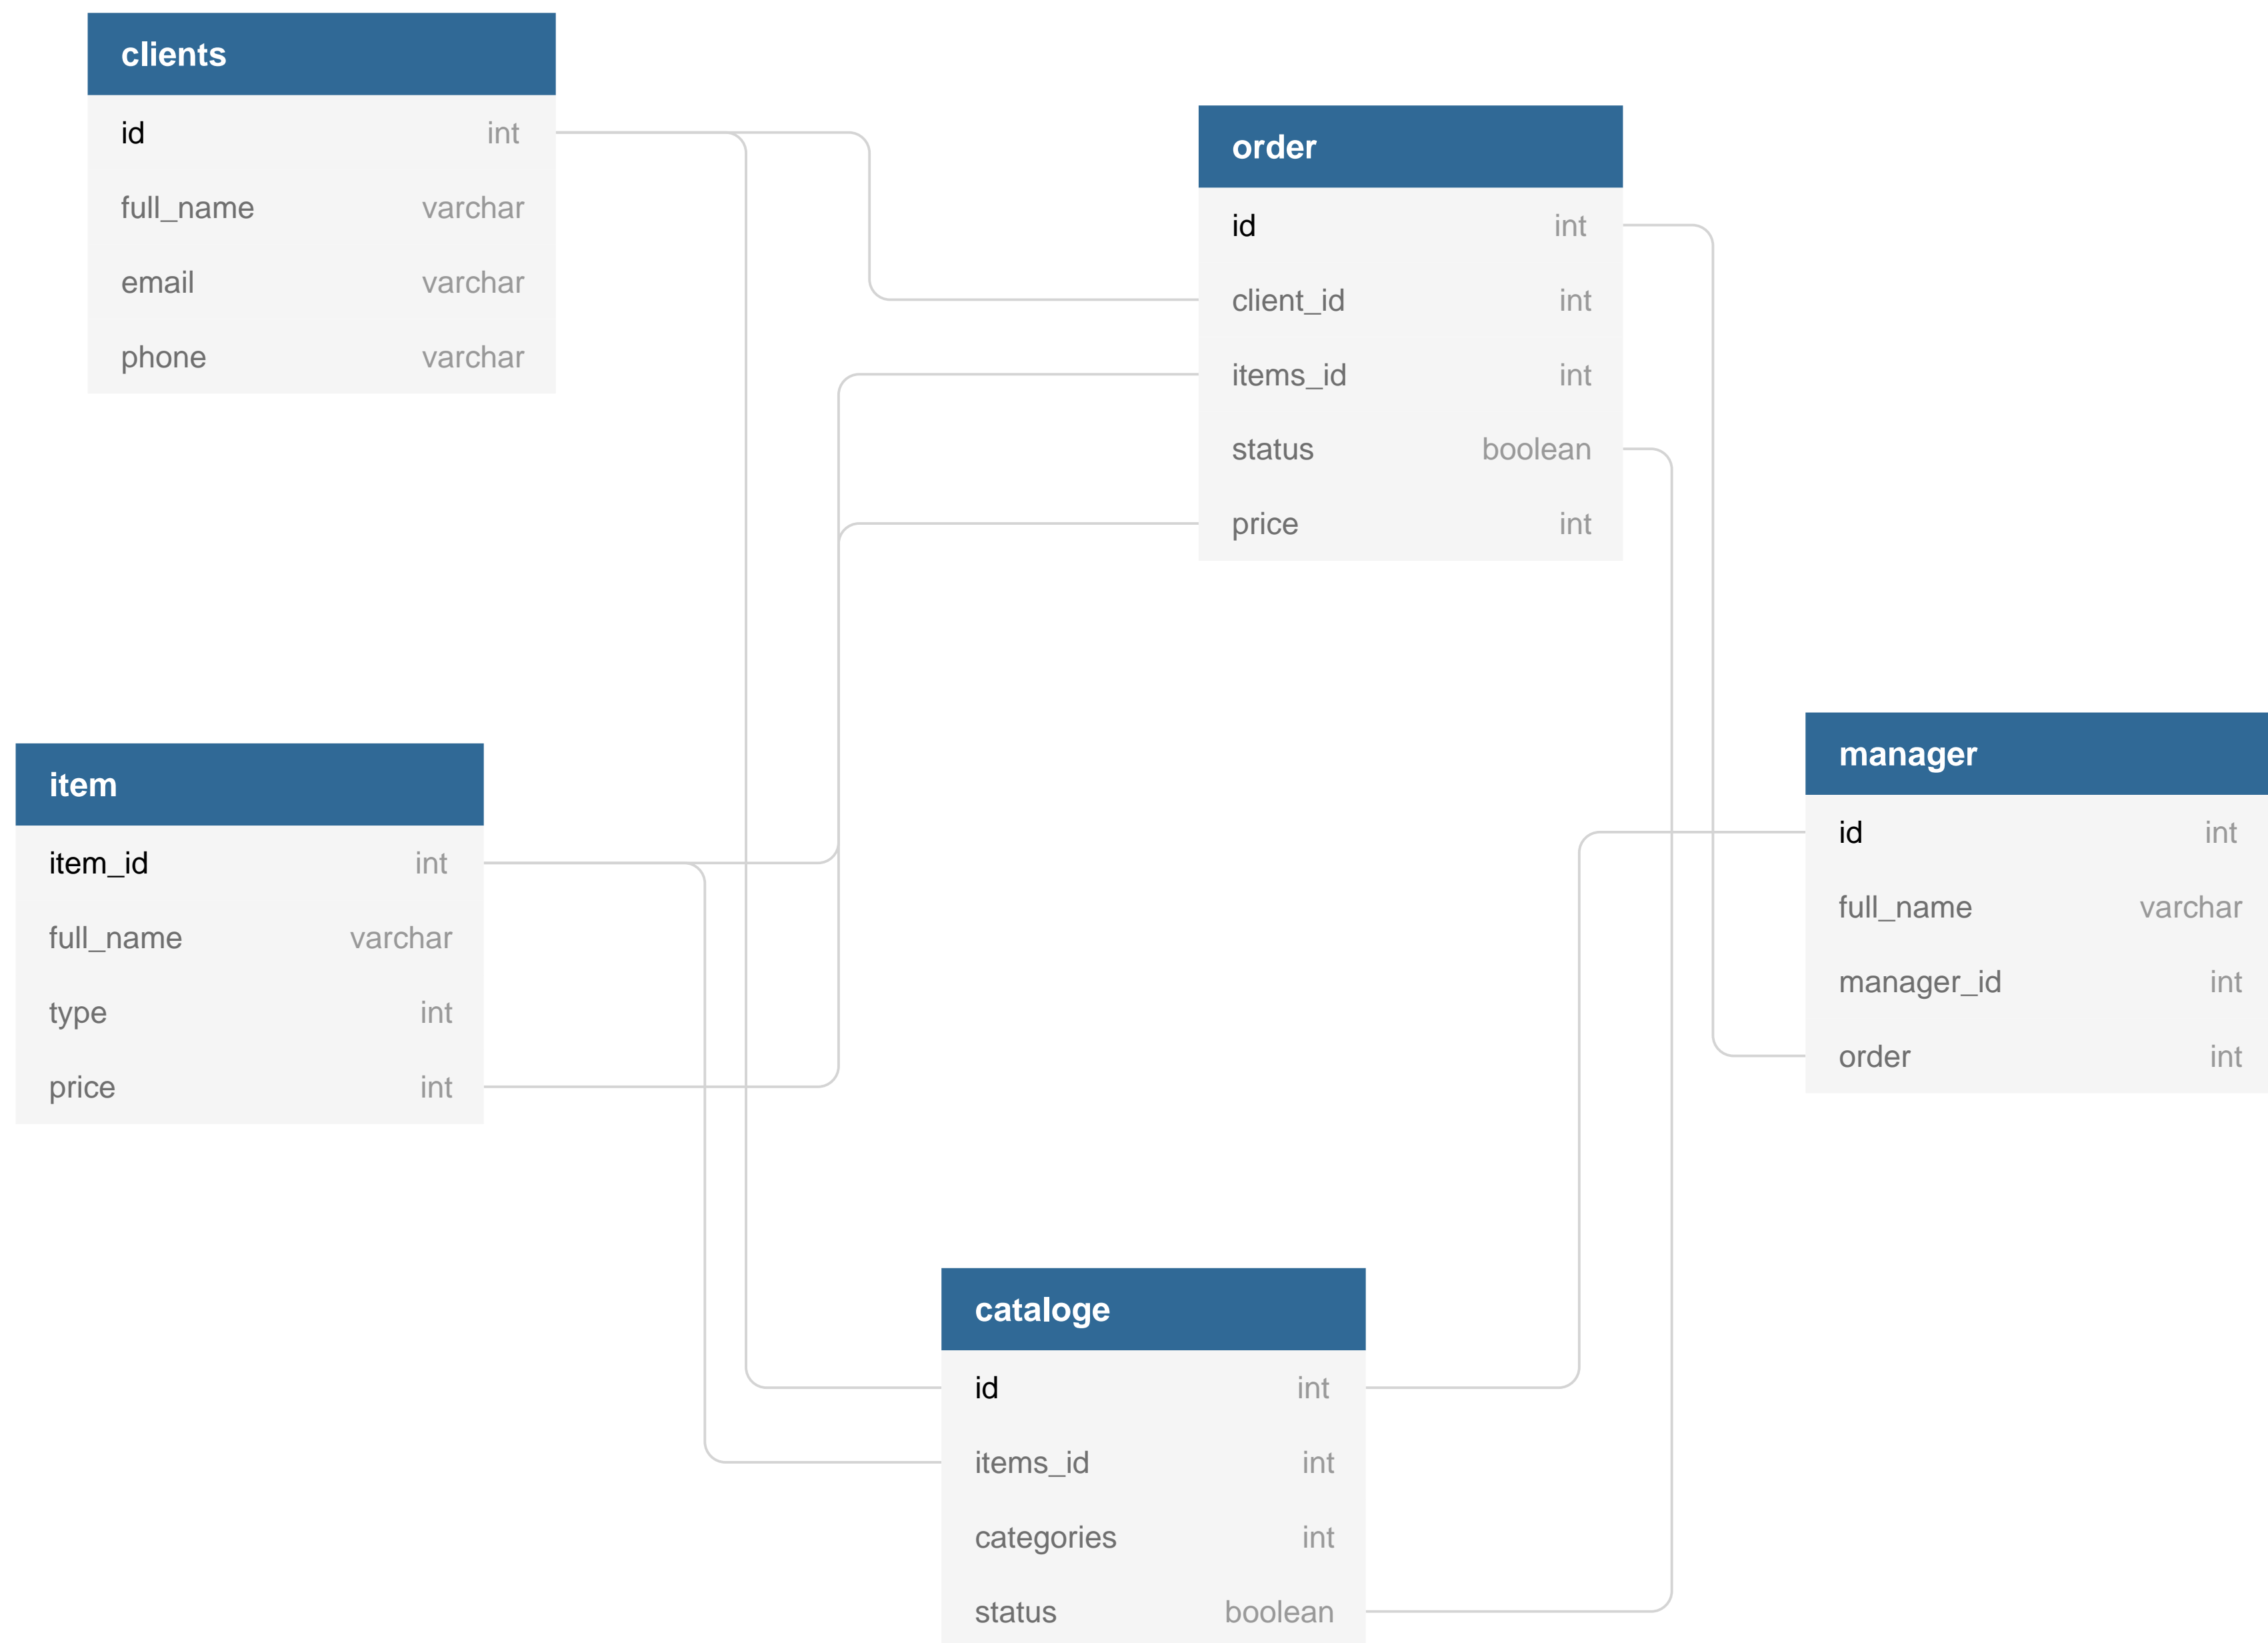 clients
id int
full_name varchar
email varchar
phone varchar
order
id int
client_id int
items_id int
status boolean
price int
item
item_id int
full_name varchar
type int
price int
manager
id int
full_name varchar
manager_id int
order int
cataloge
id int
items_id int
categories int
status boolean